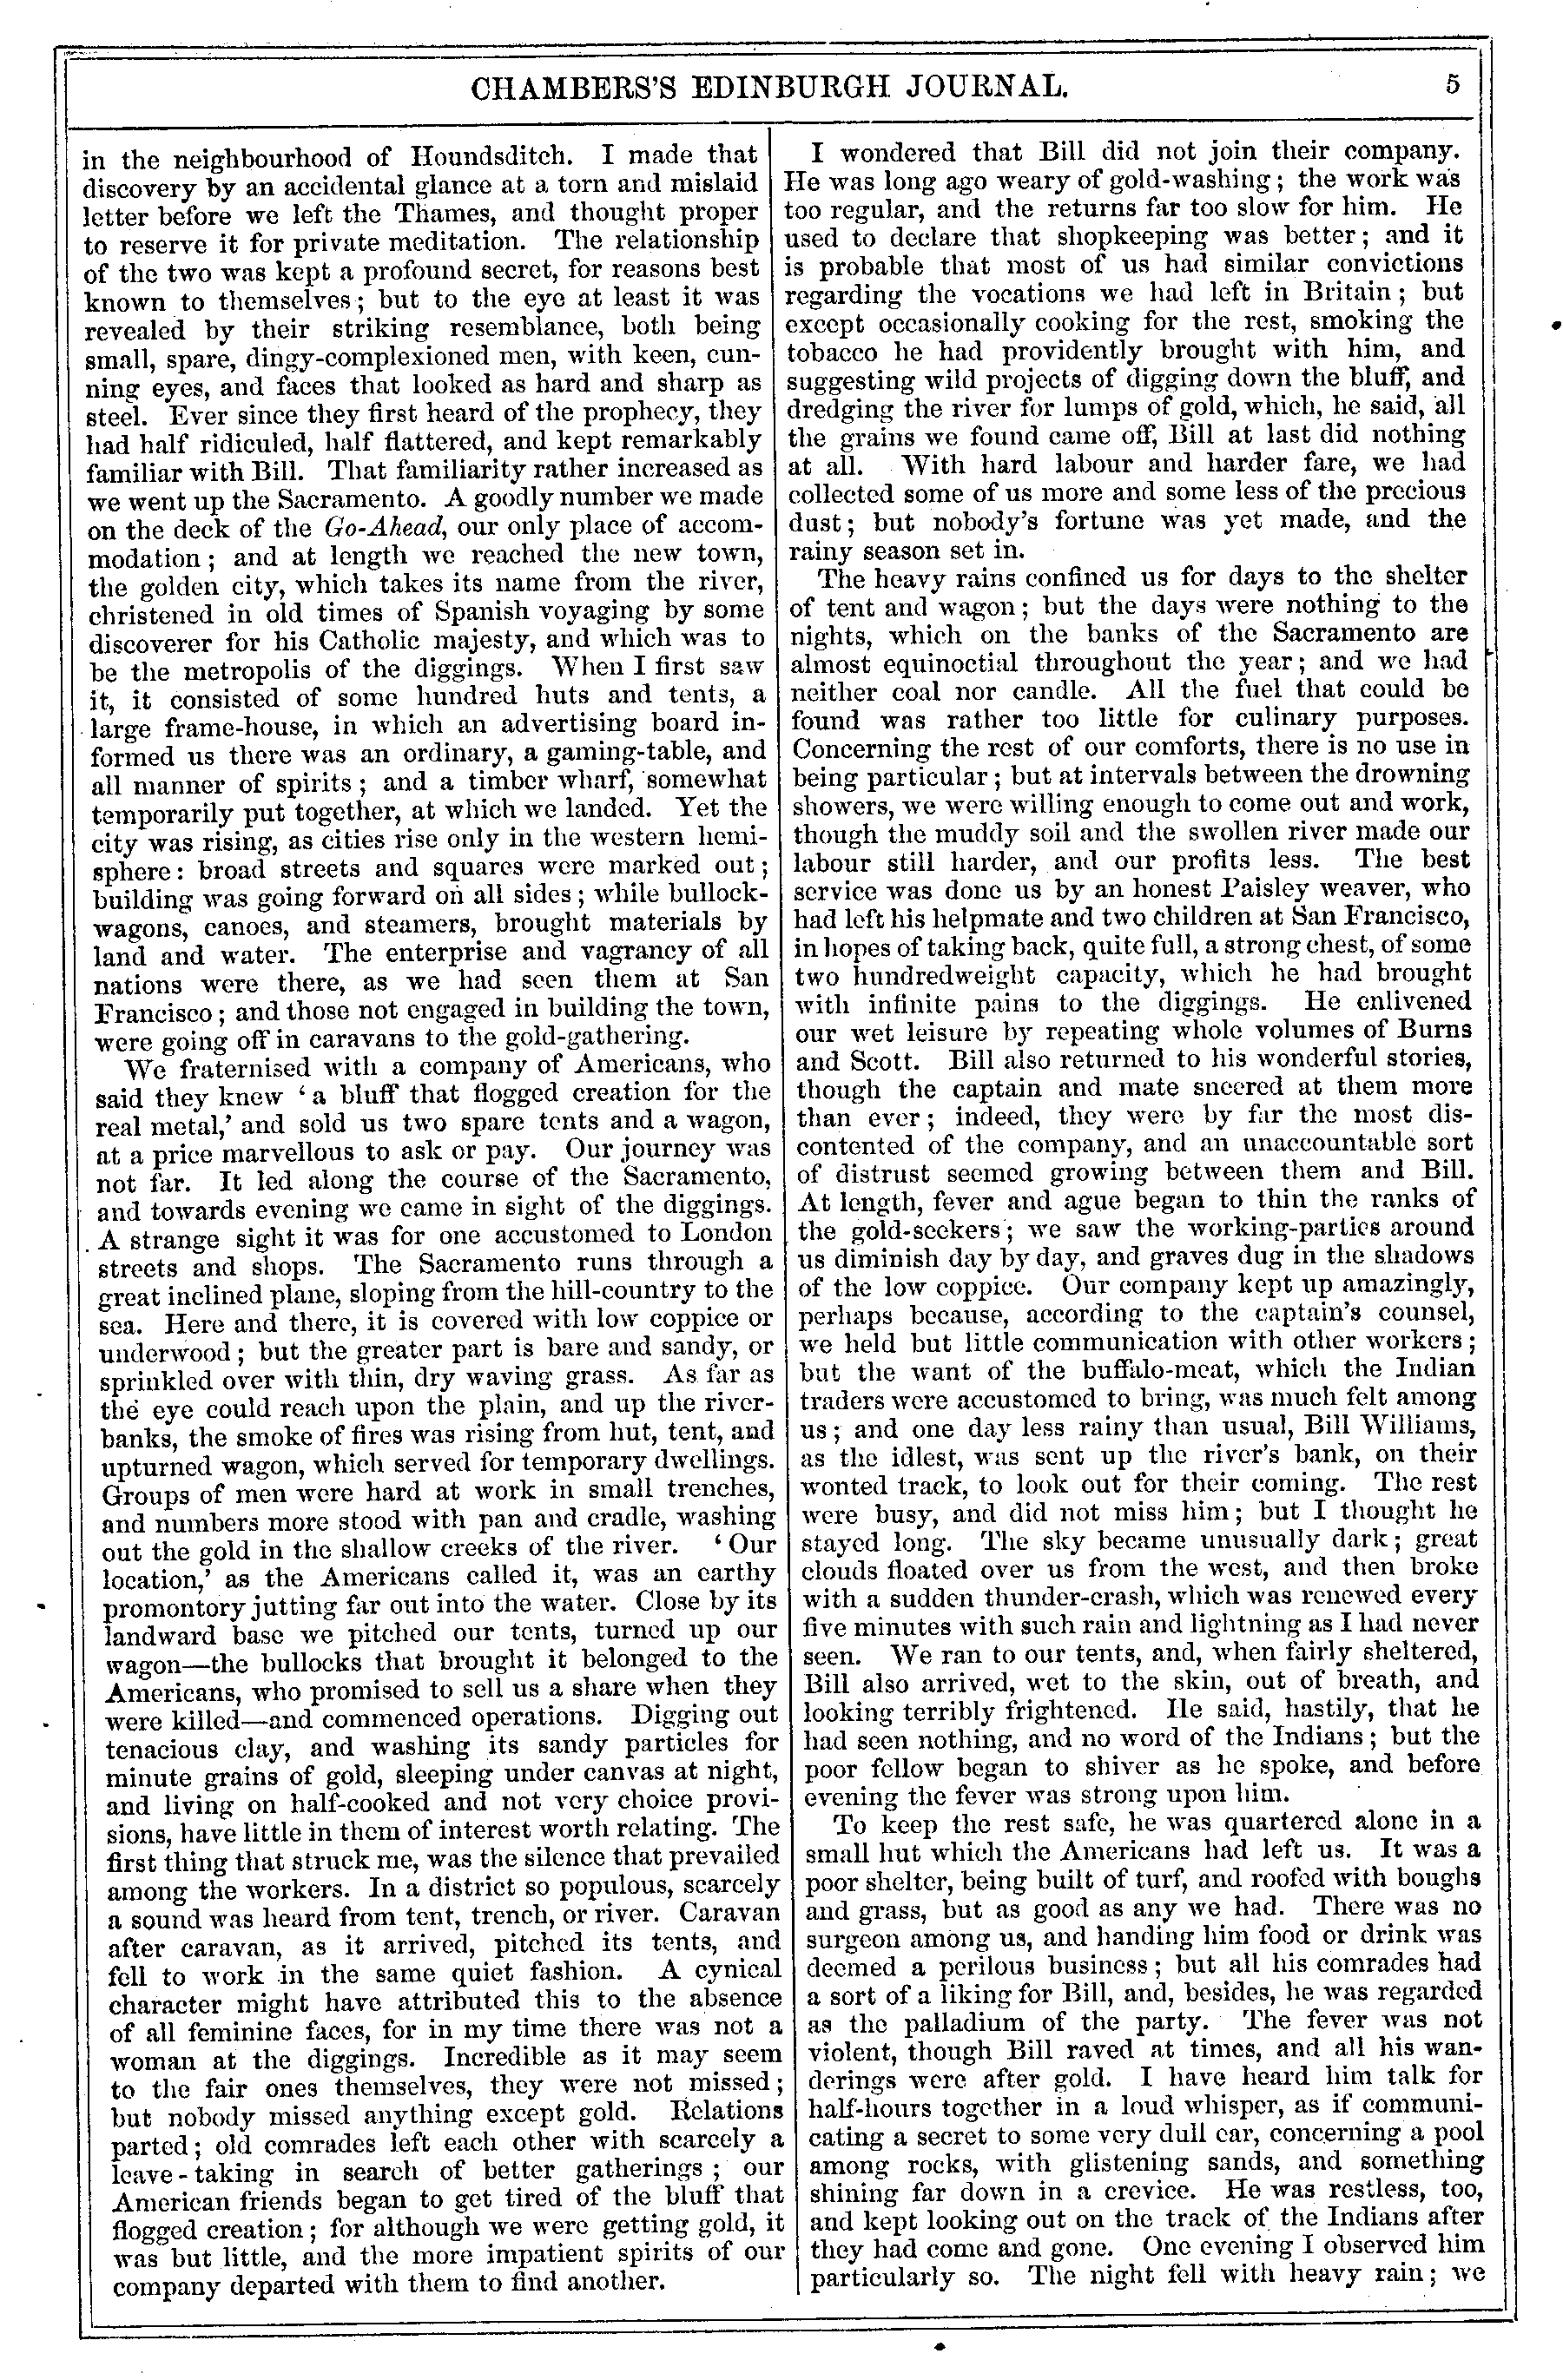 CHAMBERS'S EDINBURGH JOURNAL.
5
in the neighbourhood of Houndsditch. I made that
discovery by an accidental glance at a torn and mislaid
letter before we left the Thames, and thought proper
to reserve it for private meditation. The relationship
of the two was kept a profound secret, for reasons best
known to themselves; but to the eye at least it was
revealed by their striking resemblance, both being
small, spare, dingy-complexioned men, with keen, cun-
ning eyes, and faces that looked as hard and sharp as
steel. Ever since they first heard of the prophecy, they
had half ridiculed, half flattered, and kept remarkably
familiar with Bill. That familiarity rather increased as
we went up the Sacramento. A goodly number we made
on the deck of the Go-Ahead, our only place of accom-
modation; and at length we reached the new town,
the golden city, which takes its name from the river,
christened in old times of Spanish voyaging by some
discoverer for his Catholic majesty, and which was to
be the metropolis of the diggings. When I first saw
it, it consisted of some hundred huts and tents, a
large frame-house, in which an advertising board in-
formed us there was an ordinary, a gaming-table, and
all manner of spirits; and a timber wharf, somewhat
temporarily put together, at which we landed. Yet the
city was rising, as cities rise only in the western hemi-
sphere: broad streets and squares were marked out;
building was going forward on all sides; while bullock-
wagons, canoes, and steamers, brought materials by
land and water. The enterprise and vagrancy of all
nations were there, as we had seen them at San
Francisco; and those not engaged in building the town,
were going off in caravans to the gold-gathering.
We fraternised with a company of Americans, who
said they knew 'a bluff that flogged creation for the
real metal,' and sold us two spare tents and a wagon,
at a price marvellous to ask or pay. Our journey was
not far. It led along the course of the Sacramento,
and towards evening we came in sight of the diggings.
A strange sight it was for one accustomed to London
streets and shops. The Sacramento runs through a
great inclined plane, sloping from the hill-country to the
sea. Here and there, it is covered with low coppice or
underwood; but the greater part is bare and sandy, or
sprinkled over with thin, dry waving grass. As far as
the eye could reach upon the plain, and up the river-
banks, the smoke of fires was rising from hut, tent, and
upturned wagon, which served for temporary dwellings.
Groups of men were hard at work in small trenches,
and numbers more stood with pan and cradle, washing
out the gold in the shallow creeks of the river. 'Our
location,' as the Americans called it, was an earthy
promontory jutting far out into the water. Close by its
landward base we pitched our tents, turned up our
wagon—the bullocks that brought it belonged to the
Americans, who promised to sell us a share when they
were killed—and commenced operations. Digging out
tenacious clay, and washing its sandy particles for
minute grains of gold, sleeping under canvas at night,
and living on half-cooked and not very choice provi-
sions, have little in them of interest worth relating. The
first thing that struck me, was the silence that prevailed
among the workers. In a district so populous, scarcely
a sound was heard from tent, trench, or river. Caravan
after caravan, as it arrived, pitched its tents, and
fell to work in the same quiet fashion. A cynical
character might have attributed this to the absence
of all feminine faces, for in my time there was not a
woman at the diggings. Incredible as it may seem
to the fair ones themselves, they were not missed;
but nobody missed anything except gold. Relations
parted; old comrades left each other with scarcely a
leave-taking in search of better gatherings; our
American friends began to get tired of the bluff that
flogged creation; for although we were getting gold, it
was but little, and the more impatient spirits of our
company departed with them to find another.
I wondered that Bill did not join their company.
He was long ago weary of gold-washing; the work was
too regular, and the returns far too slow for him. He
used to declare that shopkeeping was better; and it
is probable that most of us had similar convictions
regarding the vocations we had left in Britain; but
except occasionally cooking for the rest, smoking the
tobacco he had providently brought with him, and
suggesting wild projects of digging down the bluff, and
dredging the river for lumps of gold, which, he said, all
the grains we found came off, Bill at last did nothing
at all. With hard labour and harder fare, we had
collected some of us more and some less of the precious
dust; but nobody's fortune was yet made, and the
rainy season set in.
The heavy rains confined us for days to the shelter
of tent and wagon; but the days were nothing to the
nights, which on the banks of the Sacramento are
almost equinoctial throughout the year; and we had
neither coal nor candle. All the fuel that could be
found was rather too little for culinary purposes.
Concerning the rest of our comforts, there is no use in
being particular; but at intervals between the drowning
showers, we were willing enough to come out and work,
though the muddy soil and the swollen river made our
labour still harder, and our profits less. The best
service was done us by an honest Paisley weaver, who
had left his helpmate and two children at San Francisco,
in hopes of taking back, quite full, a strong chest, of some
two hundredweight capacity, which he had brought
with infinite pains to the diggings. He enlivened
our wet leisure by repeating whole volumes of Burns
and Scott. Bill also returned to his wonderful stories,
though the captain and mate sneered at them more
than ever; indeed, they were by far the most dis-
contented of the company, and an unaccountable sort
of distrust seemed growing between them and Bill.
At length, fever and ague began to thin the ranks of
the gold-seekers; we saw the working-parties around
us diminish day by day, and graves dug in the shadows
of the low coppice. Our company kept up amazingly,
perhaps because, according to the captain's counsel,
we held but little communication with other workers;
but the want of the buffalo-meat, which the Indian
traders were accustomed to bring, was much felt among
us; and one day less rainy than usual, Bill Williams,
as the idlest, was sent up the river's bank, on their
wonted track, to look out for their coming. The rest
were busy, and did not miss him; but I thought he
stayed long. The sky became unusually dark; great
clouds floated over us from the west, and then broke
with a sudden thunder-crash, which was renewed every
five minutes with such rain and lightning as I had never
seen. We ran to our tents, and, when fairly sheltered,
Bill also arrived, wet to the skin, out of breath, and
looking terribly frightened. He said, hastily, that he
had seen nothing, and no word of the Indians; but the
poor fellow began to shiver as he spoke, and before
evening the fever was strong upon him.
To keep the rest safe, he was quartered alone in a
small hut which the Americans had left us. It was a
poor shelter, being built of turf, and roofed with boughs
and grass, but as good as any we had. There was no
surgeon among us, and handing him food or drink was
deemed a perilous business; but all his comrades had
a sort of a liking for Bill, and, besides, he was regarded
as the palladium of the party. The fever was not
violent, though Bill raved at times, and all his wan-
derings were after gold. I have heard him talk for
half-hours together in a loud whisper, as if communi-
cating a secret to some very dull ear, concerning a pool
among rocks, with glistening sands, and something
shining far down in a crevice. He was restless, too,
and kept looking out on the track of the Indians after
they had come and gone. One evening I observed him
particularly so. The night fell with heavy rain; we